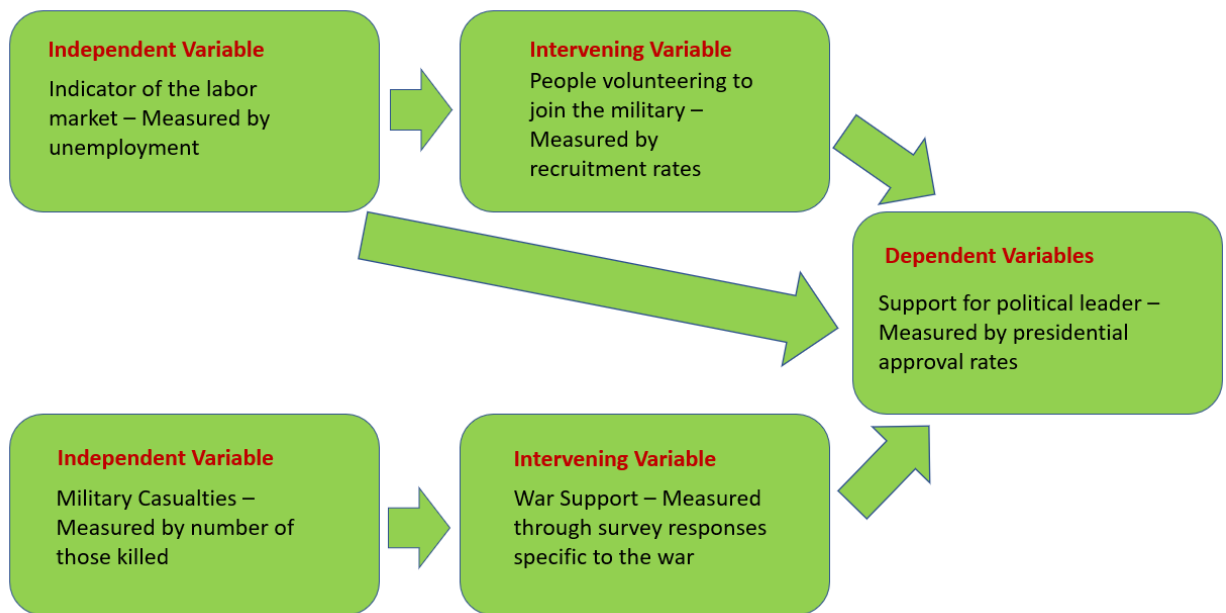 Independent Variable
Indicator of the labor
market – Measured by
unemployment
Intervening Variable
People volunteering to
join the military –
Measured by
recruitment rates
Dependent Variables
Support for political leader –
Measured by presidential
approval rates
Independent Variable
Military Casualties –
Measured by number of
those killed
Intervening Variable
War Support – Measured
through survey responses
specific to the war